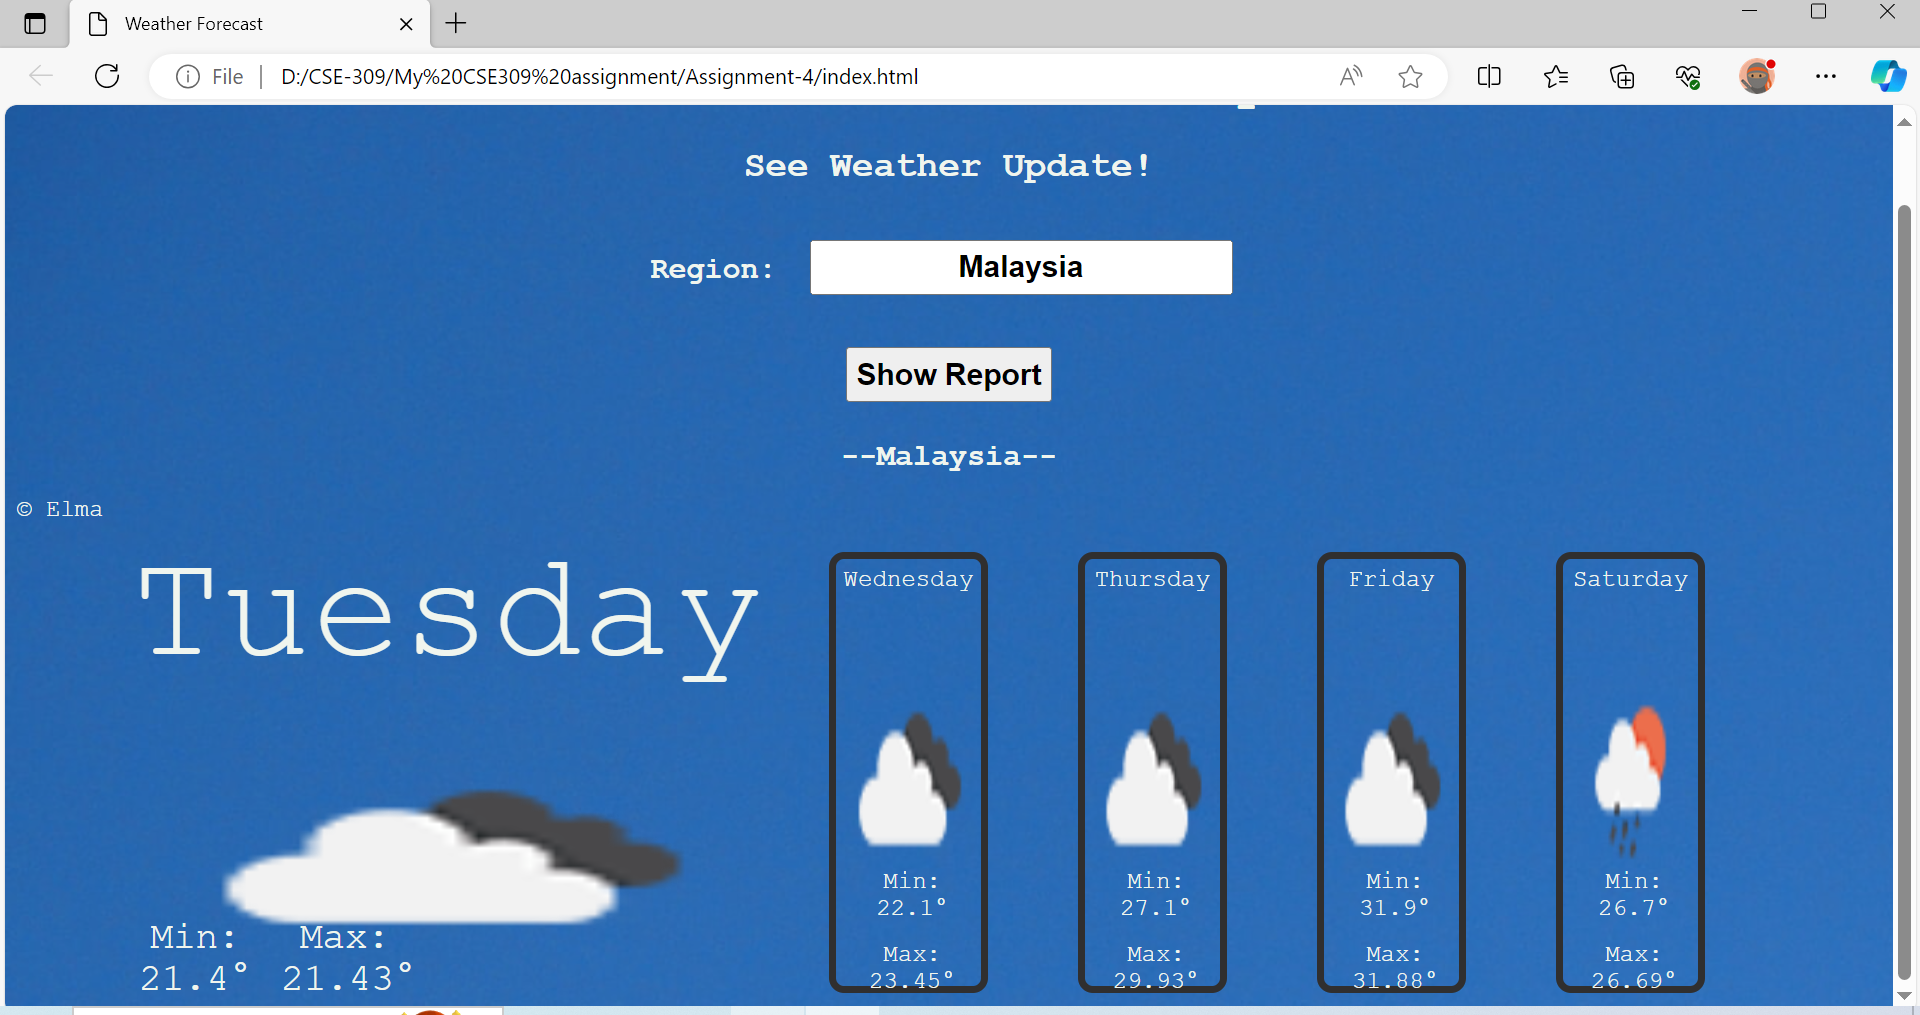 Weather Forecast
File | D:/CSE-309/My%20CSE309%20assignment/Assignment-4/index.html
See Weather Update!
Region: Malaysia
Show Report
--Malaysia--
© Elma
Tuesday
Min: Max:
21.4° 21.43°
Wednesday
Min:
22.1°
Max:
23.45°
Thursday
Min:
27.1°
Max:
29.93°
Friday
Min:
31.9°
Max:
31.88°
Saturday
Min:
26.7°
Max:
26.69°